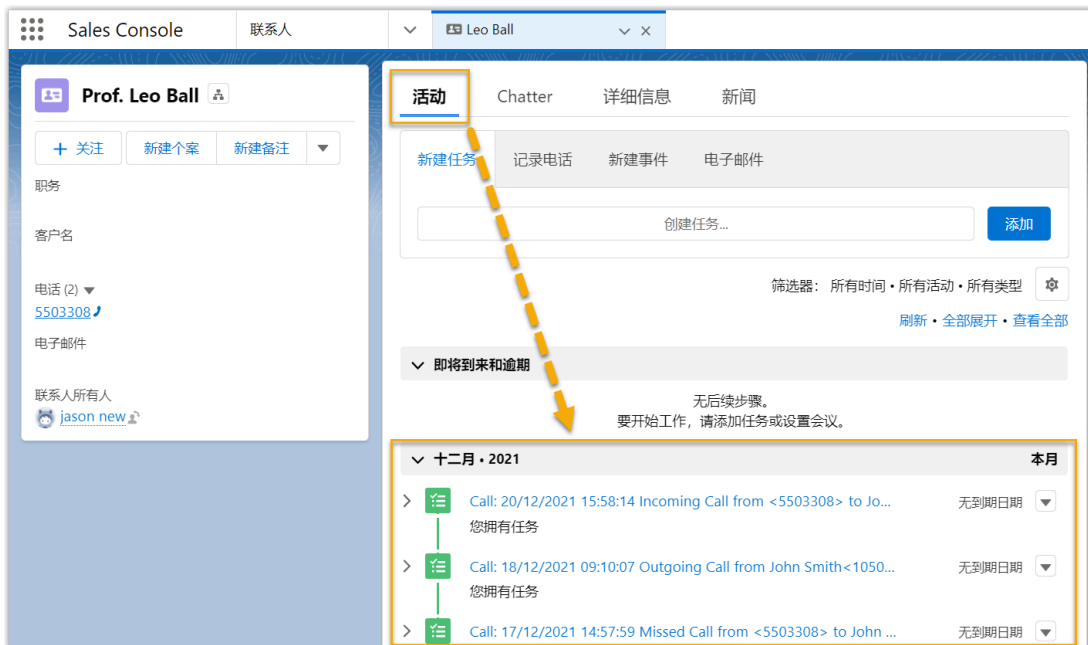 Sales Console
联系人
Leo Ball
Prof. Leo Ball
+ 关注
新建个案
新建备注
职务
客户名
电话 (2)
5503308
电子邮件
联系人所有人
jason new
活动
Chatter
详细信息
新闻
新建任务
记录电话
新建事件
电子邮件
创建任务...
添加
筛选器： 所有时间 • 所有活动 • 所有类型
刷新 • 全部展开 • 查看全部
即将到来和逾期
无后续步骤。
要开始工作，请添加任务或设置会议。
十二月 • 2021
本月
Call: 20/12/2021 15:58:14 Incoming Call from <5503308> to Jo...
无到期日期
您拥有任务
Call: 18/12/2021 09:10:07 Outgoing Call from John Smith<1050...
无到期日期
您拥有任务
Call: 17/12/2021 14:57:59 Missed Call from <5503308> to John ...
无到期日期